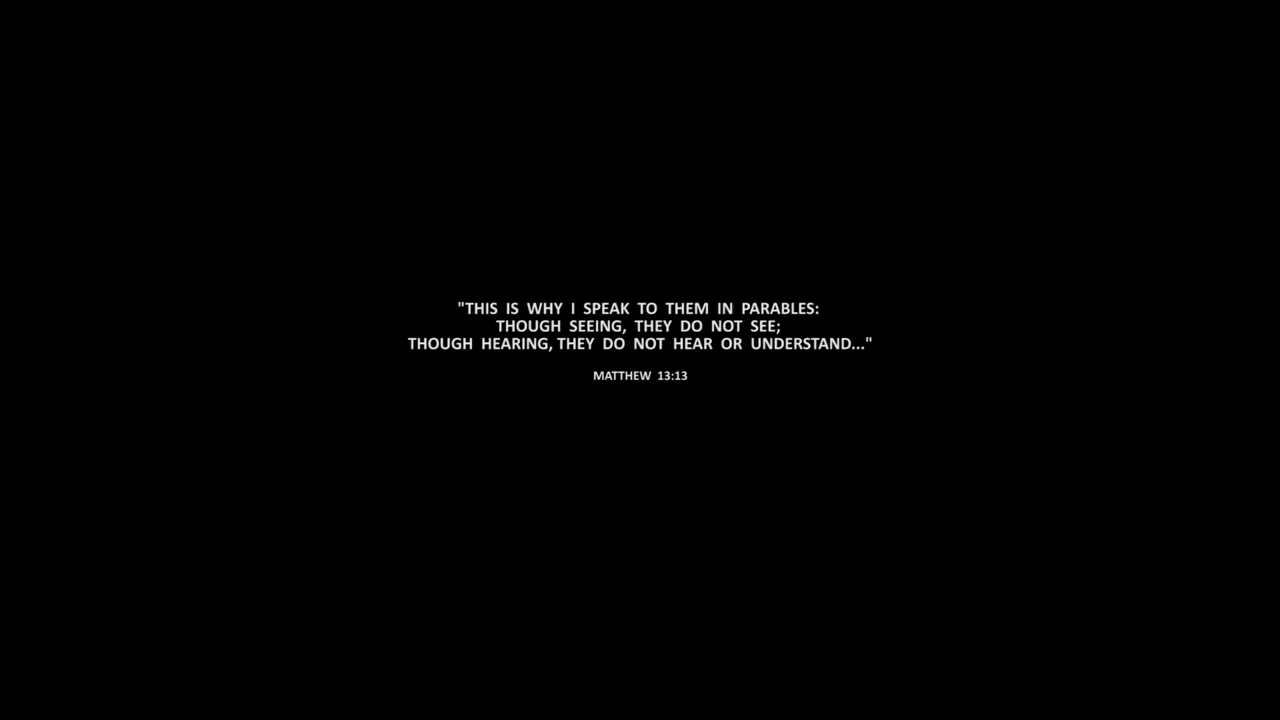 "THIS IS WHY I SPEAK TO THEM IN PARABLES:
THOUGH SEEING, THEY DO NOT SEE;
THOUGH HEARING, THEY DO NOT HEAR OR UNDERSTAND..."
MATTHEW 13:13